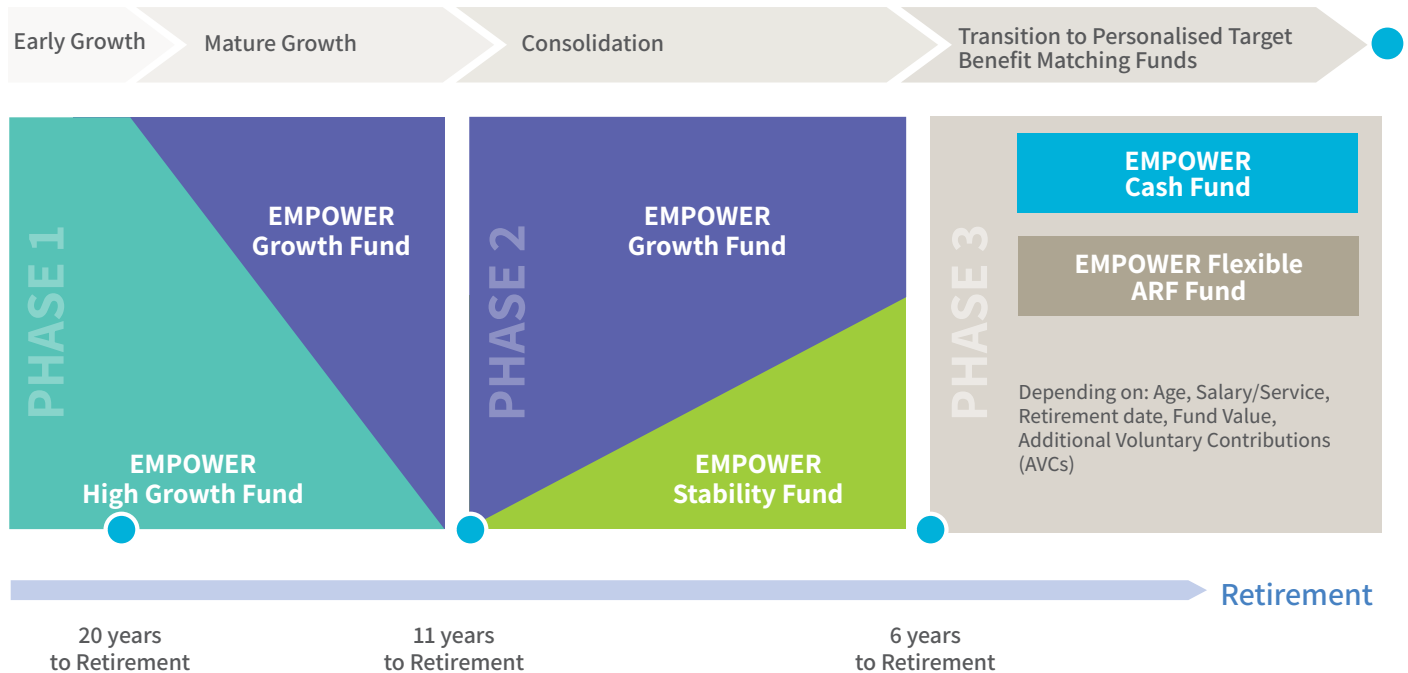 Early Growth
Mature Growth
Consolidation
Transition to Personalised Target
Benefit Matching Funds
PHASE 1
EMPOWER
Growth Fund
EMPOWER
High Growth Fund
PHASE 2
EMPOWER
Growth Fund
EMPOWER
Stability Fund
PHASE 3
EMPOWER
Cash Fund
EMPOWER Flexible
ARF Fund
Depending on: Age, Salary/Service,
Retirement date, Fund Value,
Additional Voluntary Contributions
(AVCs)
Retirement
20 years
to Retirement
11 years
to Retirement
6 years
to Retirement